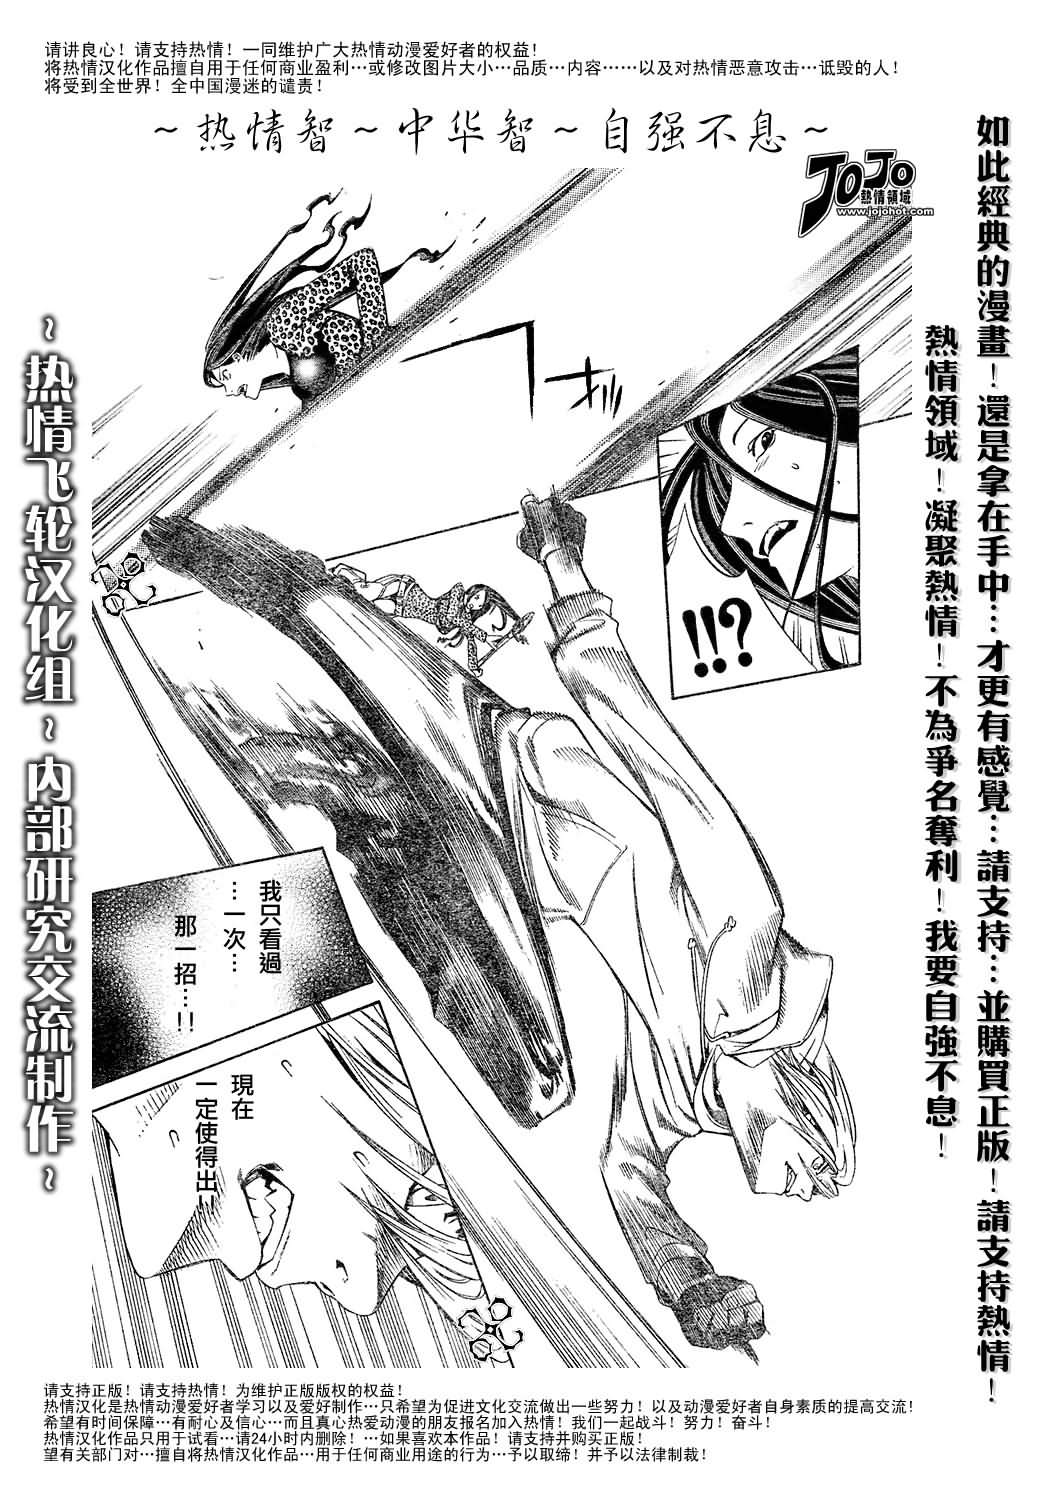 请讲良心！请支持热情！一同维护广大热情动漫爱好者的权益！
将热情汉化作品擅自用于任何商业盈利…或修改图片大小…品质…内容……以及对热情恶意攻击…诋毁的人！
将受到全世界！全中国漫迷的谴责！
～热情智～中华智～自强不息～
JOJO
熱情領域
www.jojohot.com
如此經典的漫畫！還是拿在手中…才更有感覺…請支持…並購買正版！請支持熱情！
熱情領域！凝聚熱情！不為爭名奪利！我要自強不息！
～热情飞轮汉化组～内部研究交流制作～
!!?
我只看過
…一次…
那一招…!!
現在
一定使得出!!
请支持正版！请支持热情！为维护正版版权的权益！
热情汉化是热情动漫爱好者学习以及爱好制作…只希望为促进文化交流做出一些努力！以及动漫爱好者自身素质的提高交流！
希望有时间保障…有耐心及信心…而且真心热爱动漫的朋友报名加入热情！我们一起战斗！努力！奋斗！
热情汉化作品只用于试看…请24小时内删除！…如果喜欢本作品！请支持并购买正版！
望有关部门对…擅自将热情汉化作品…用于任何商业用途的行为…予以取缔！并予以法律制裁！